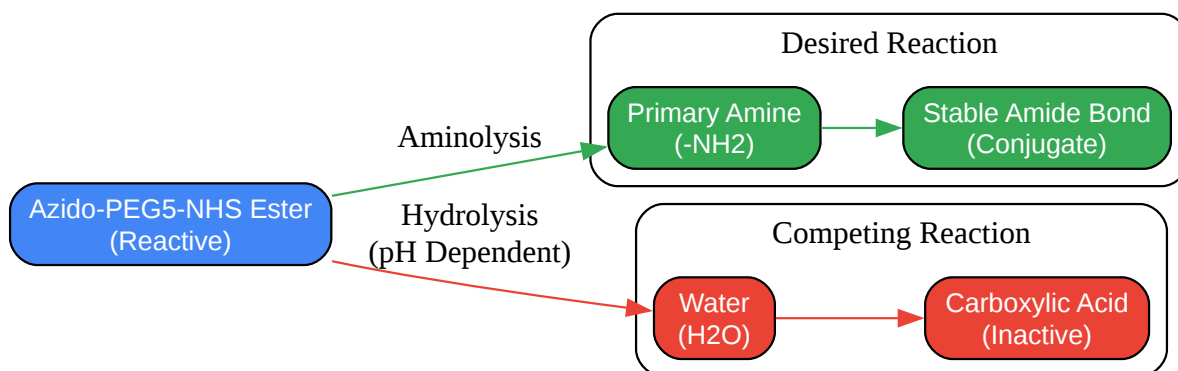 Desired Reaction
Primary Amine
(-NH2)
Stable Amide Bond
(Conjugate)
Aminolysis
Azido-PEG5-NHS Ester
(Reactive)
Hydrolysis
(pH Dependent)
Competing Reaction
Water
(H2O)
Carboxylic Acid
(Inactive)